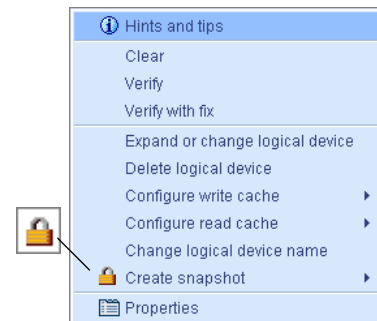 Hints and tips
Clear
Verify
Verify with fix
Expand or change logical device
Delete logical device
Configure write cache
Configure read cache
Change logical device name
Create snapshot
Properties